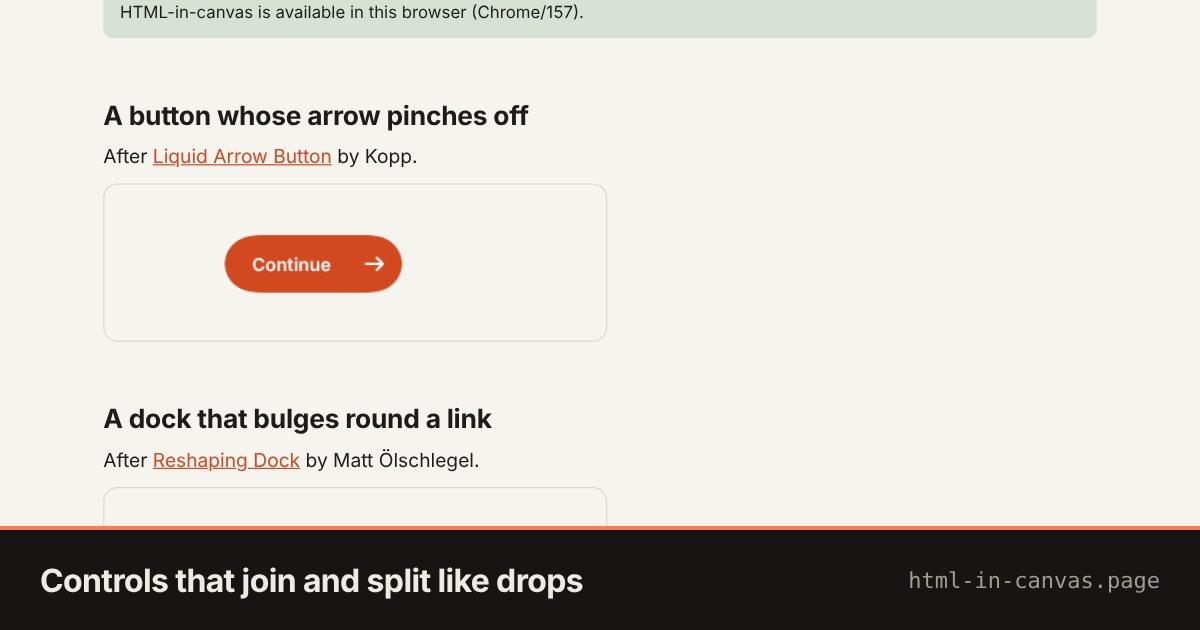 HTML-in-canvas is available in this browser (Chrome/157).
A button whose arrow pinches off
After Liquid Arrow Button by Kopp.
Continue →
A dock that bulges round a link
After Reshaping Dock by Matt Ölschlegel.
Controls that join and split like drops
html-in-canvas.page